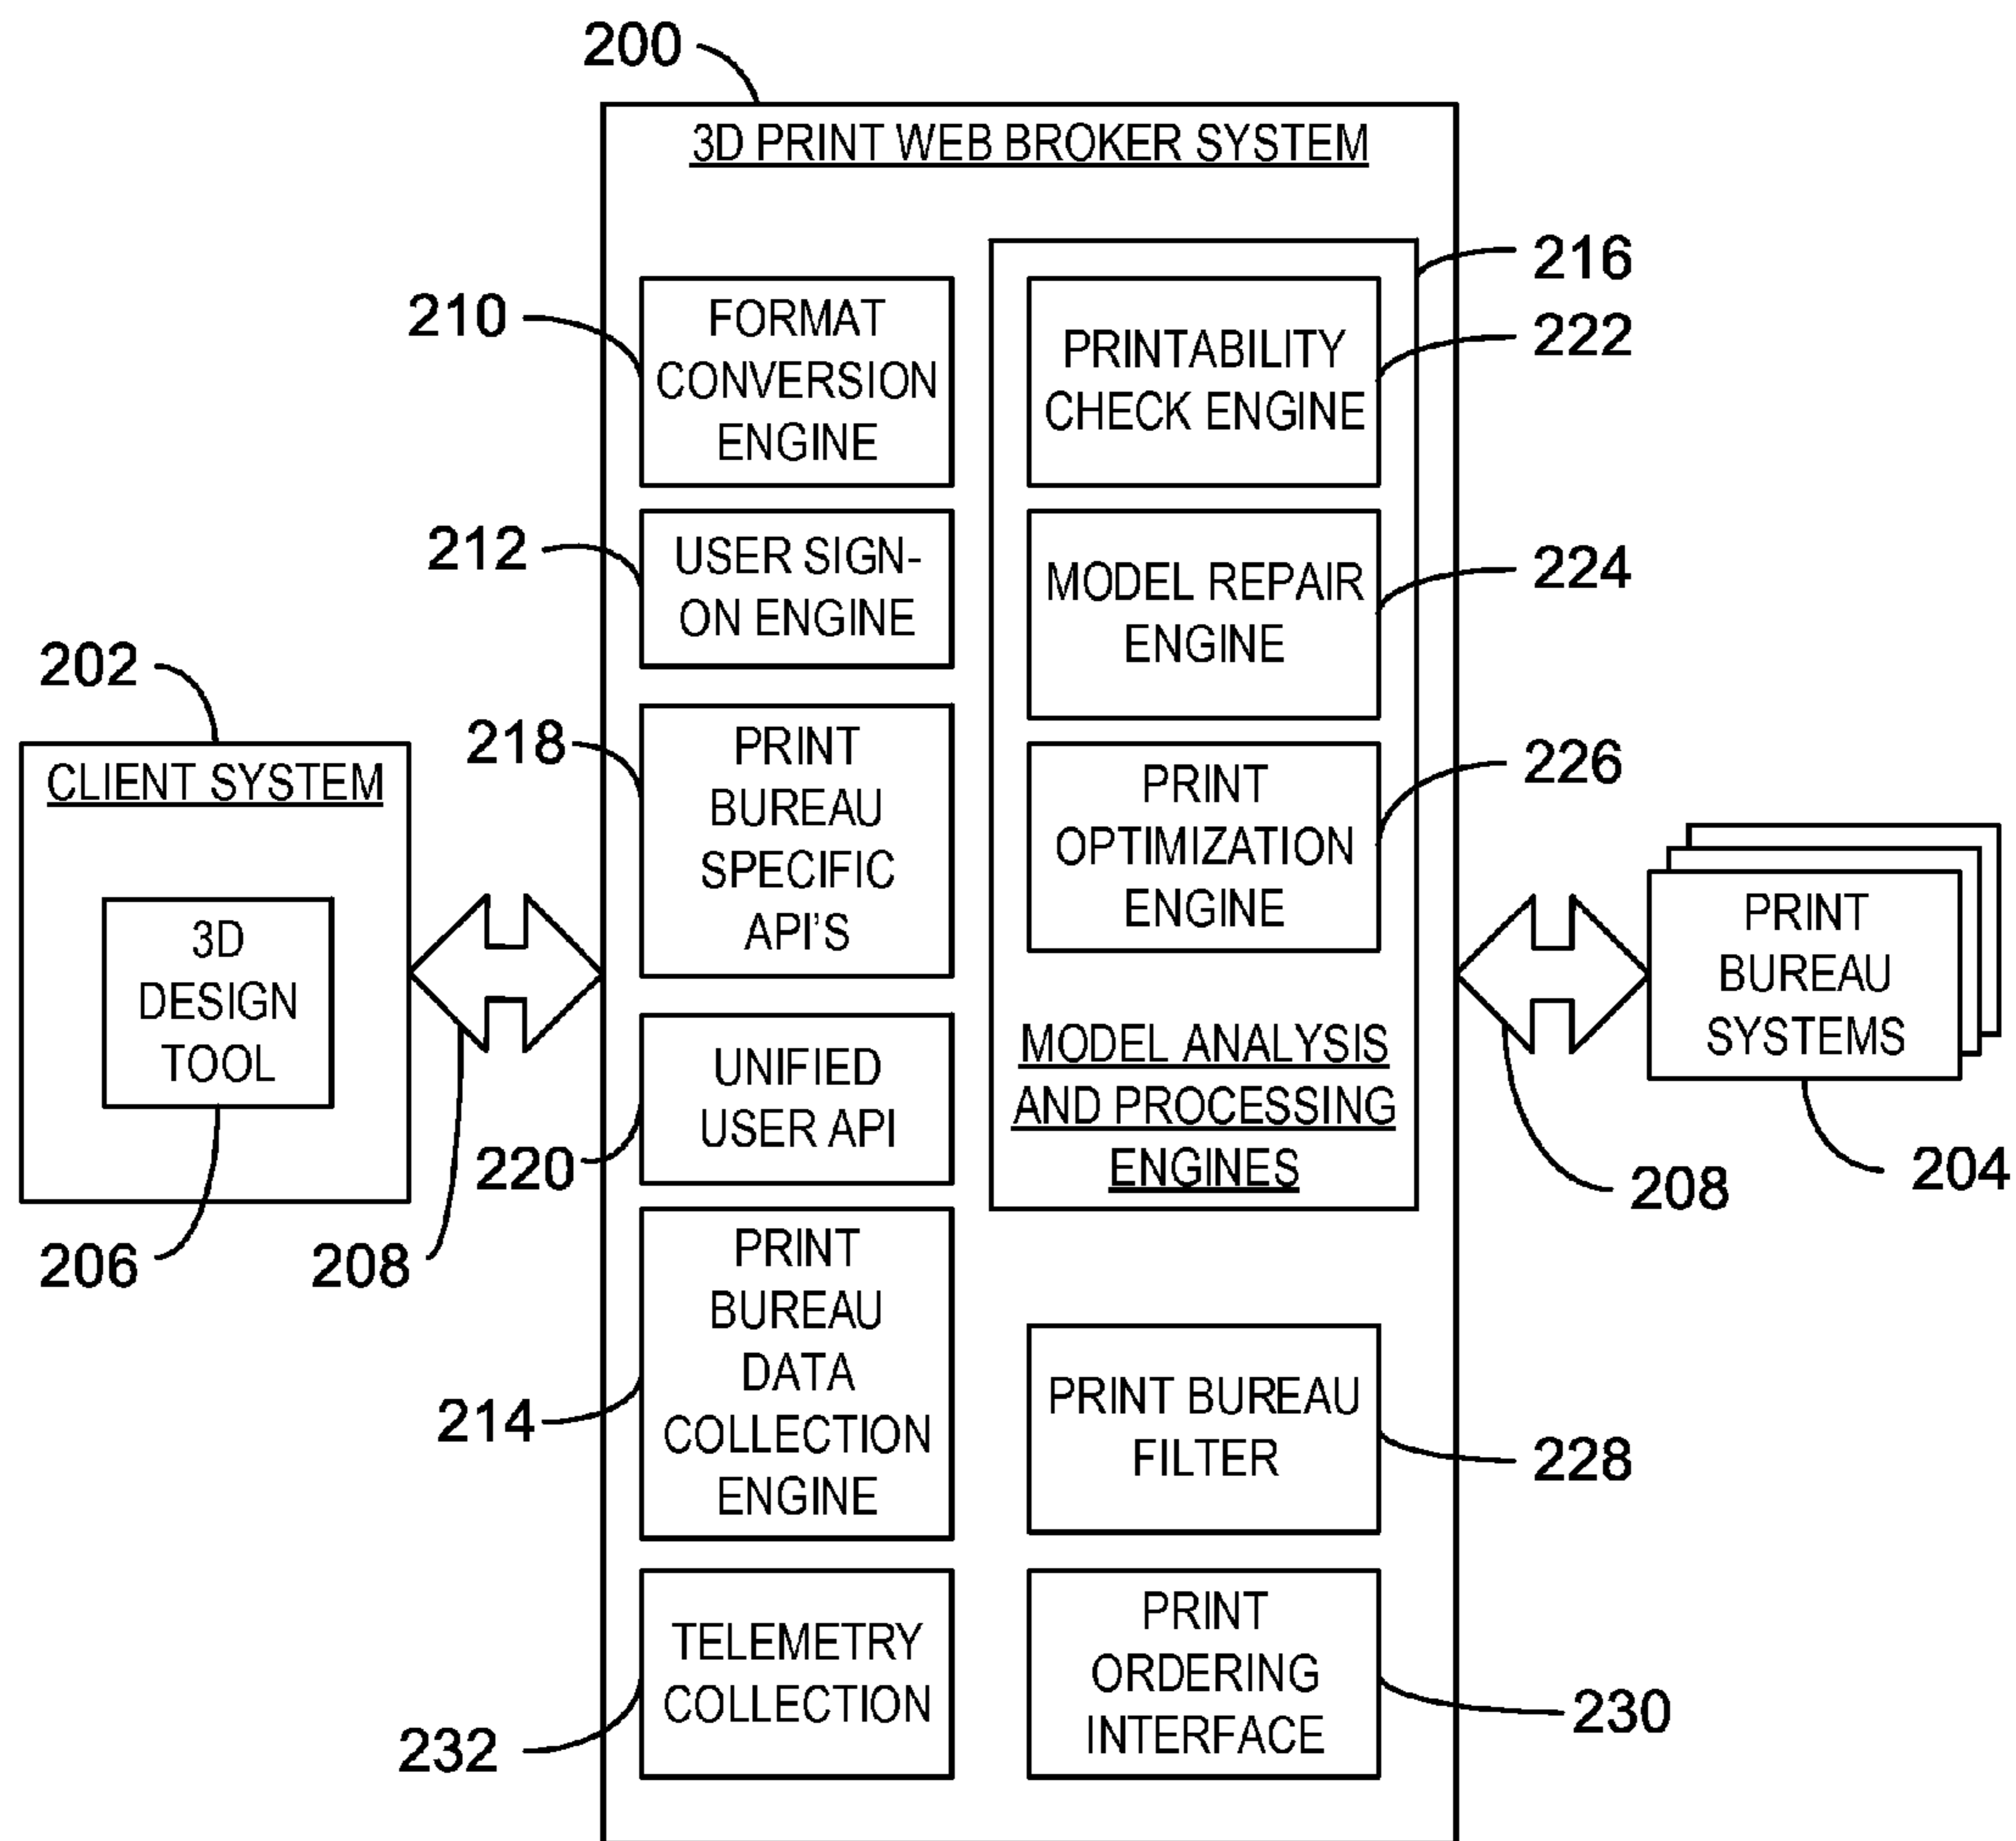 200
3D PRINT WEB BROKER SYSTEM
210
FORMAT
CONVERSION
ENGINE
212
USER SIGN-
ON ENGINE
218
PRINT
BUREAU
SPECIFIC
API'S
220
UNIFIED
USER API
214
PRINT
BUREAU
DATA
COLLECTION
ENGINE
232
TELEMETRY
COLLECTION
216
PRINTABILITY
CHECK ENGINE
222
MODEL REPAIR
ENGINE
224
PRINT
OPTIMIZATION
ENGINE
226
MODEL ANALYSIS
AND PROCESSING
ENGINES
PRINT BUREAU
FILTER
228
PRINT
ORDERING
INTERFACE
230
202
CLIENT SYSTEM
3D
DESIGN
TOOL
206
208
PRINT
BUREAU
SYSTEMS
204
208